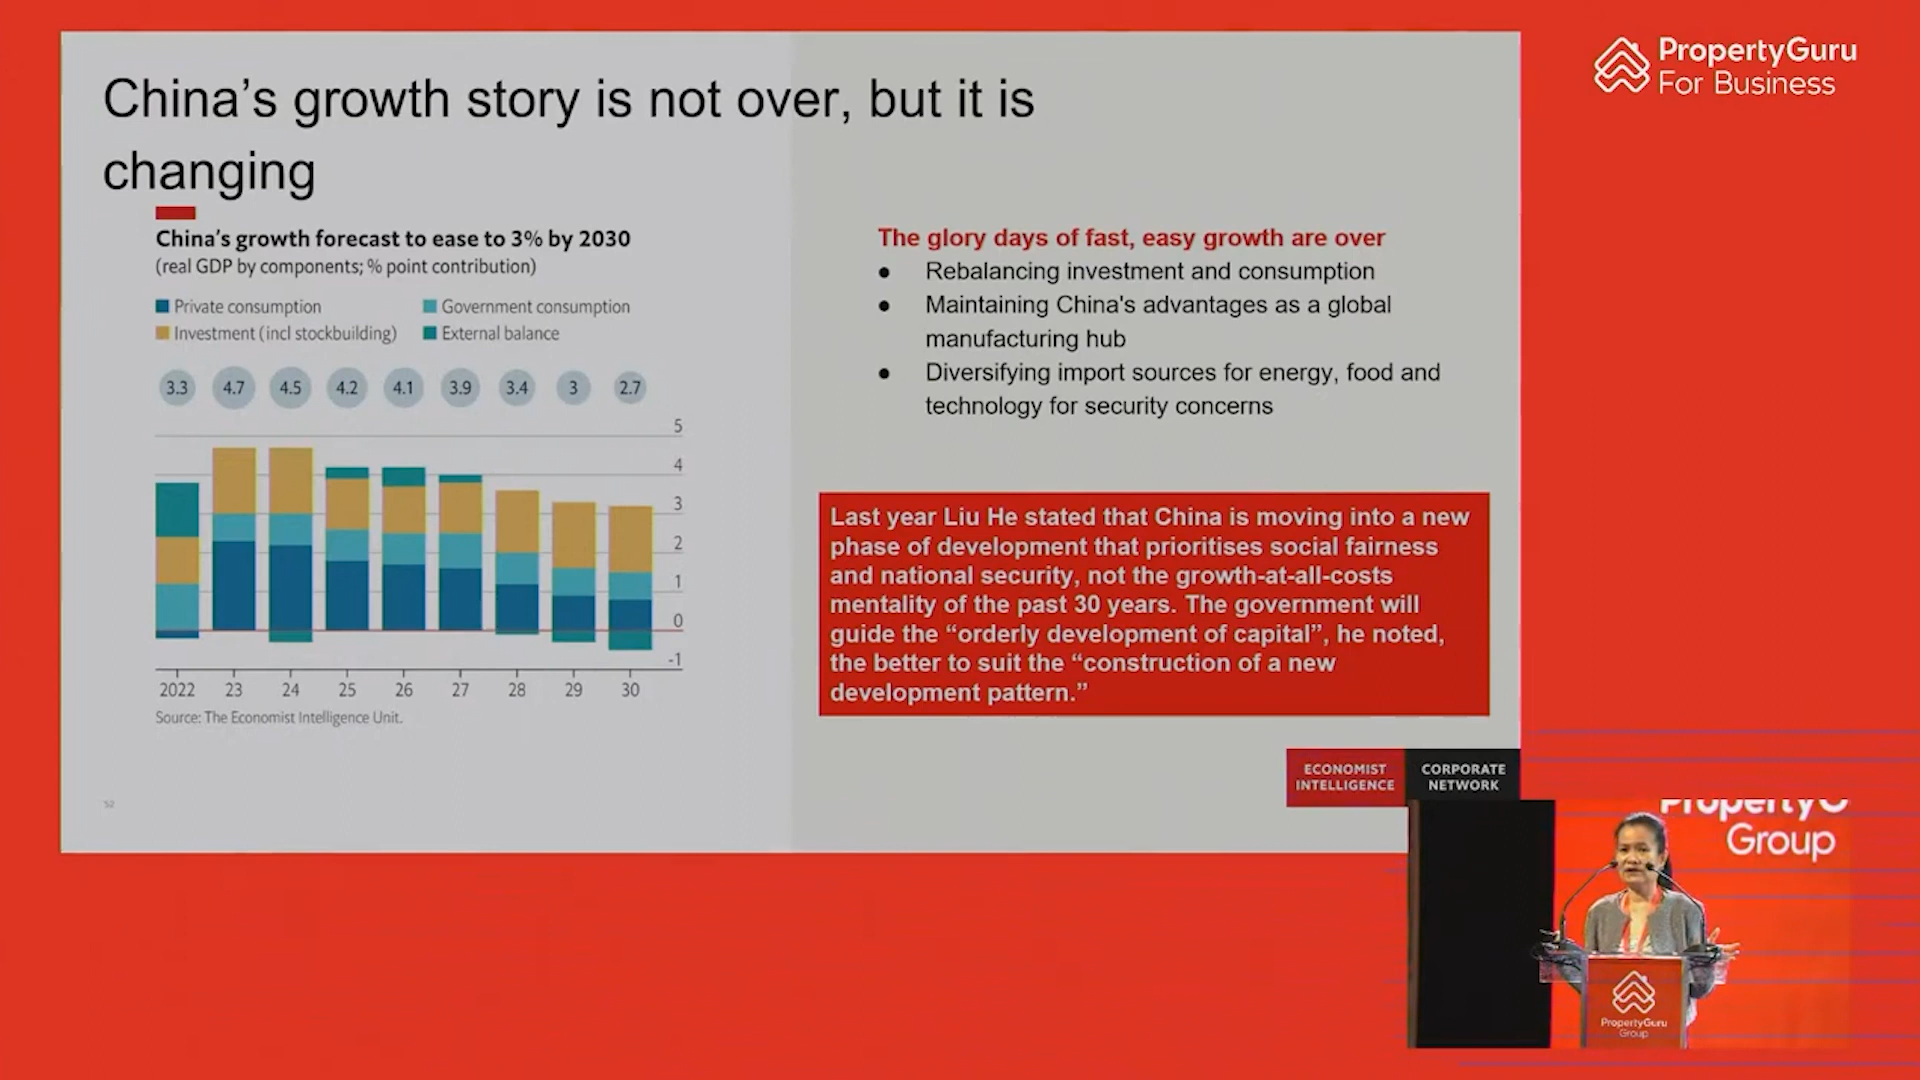 PropertyGuru
For Business
China’s growth story is not over, but it is
changing
China’s growth forecast to ease to 3% by 2030
(real GDP by components; % point contribution)
Private consumption
Government consumption
Investment (incl stockbuilding)
External balance
3.3 4.7 4.5 4.2 4.1 3.9 3.4 3 2.7
5
4
3
2
1
0
-1
2022 23 24 25 26 27 28 29 30
Source: The Economist Intelligence Unit.
52
The glory days of fast, easy growth are over
● Rebalancing investment and consumption
● Maintaining China's advantages as a global
manufacturing hub
● Diversifying import sources for energy, food and
technology for security concerns
Last year Liu He stated that China is moving into a new
phase of development that prioritises social fairness
and national security, not the growth-at-all-costs
mentality of the past 30 years. The government will
guide the “orderly development of capital”, he noted,
the better to suit the “construction of a new
development pattern.”
ECONOMIST
INTELLIGENCE
CORPORATE
NETWORK
PropertyG
Group
PropertyGuru
Group